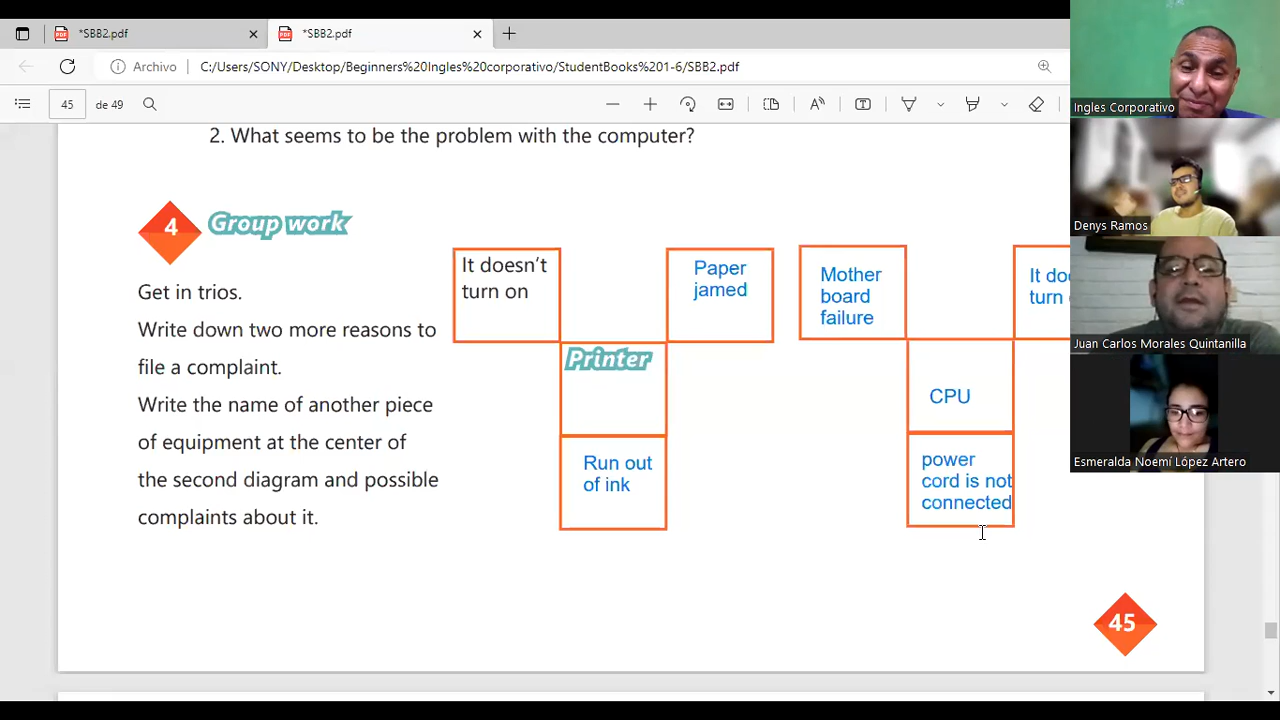 *SBB2.pdf
*SBB2.pdf
Archivo
C:/Users/SONY/Desktop/Beginners%20Ingles%20corporativo/StudentBooks%201-6/SBB2.pdf
45
de 49
2. What seems to be the problem with the computer?
4
Group work
Get in trios.
Write down two more reasons to
file a complaint.
Write the name of another piece
of equipment at the center of
the second diagram and possible
complaints about it.
It doesn't
turn on
Paper
jamed
Printer
Run out
of ink
Mother
board
failure
It do
turn
CPU
power
cord is not
connected
45
Ingles Corporativo
Denys Ramos
Juan Carlos Morales Quintanilla
Esmeralda Noemí López Artero